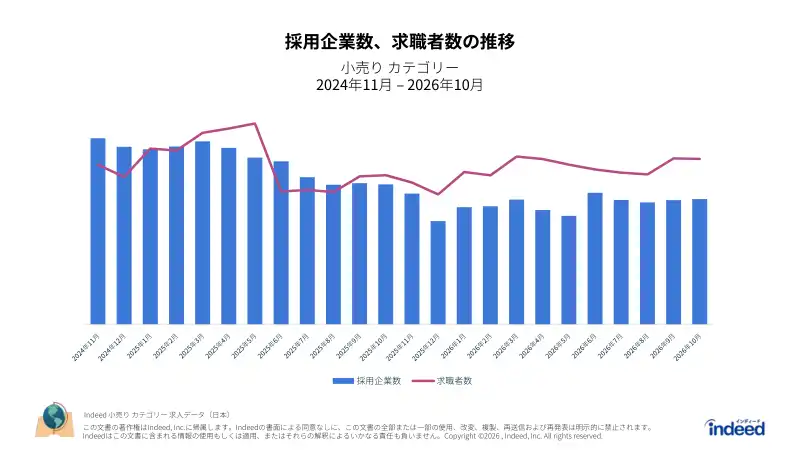 採用企業数、求職者数の推移
小売り カテゴリー
2024年11月 – 2026年10月
2024年11月
2024年12月
2025年1月
2025年2月
2025年3月
2025年4月
2025年5月
2025年6月
2025年7月
2025年8月
2025年9月
2025年10月
2025年11月
2025年12月
2026年1月
2026年2月
2026年3月
2026年4月
2026年5月
2026年6月
2026年7月
2026年8月
2026年9月
2026年10月
採用企業数 求職者数
Indeed 小売り カテゴリー 求人データ（日本）
この文書の著作権はIndeed, Inc.に帰属します。Indeedの書面による同意なしに、この文書の全部または一部の使用、改変、複製、再送信および再発表は明示的に禁止されます。
Indeedはこの文書に含まれる情報の使用もしくは適用、またはそれらの解釈によるいかなる責任も負いません。Copyright ©2026 , Indeed, Inc. All rights reserved.
インディード
indeed